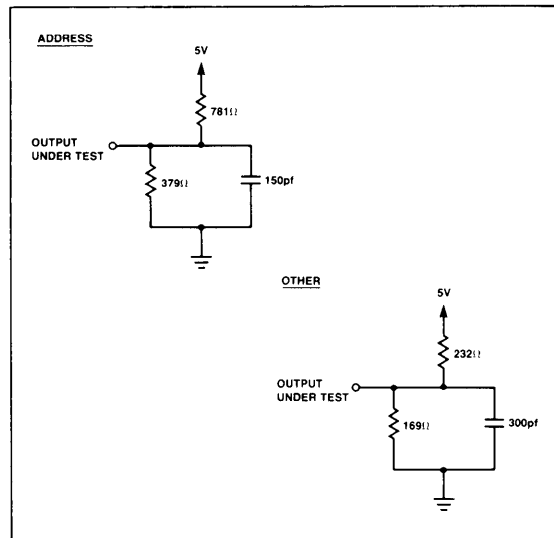 ADDRESS
5V
781Ω
OUTPUT
UNDER TEST
379Ω
150pf
OTHER
5V
232Ω
OUTPUT
UNDER TEST
169Ω
300pf